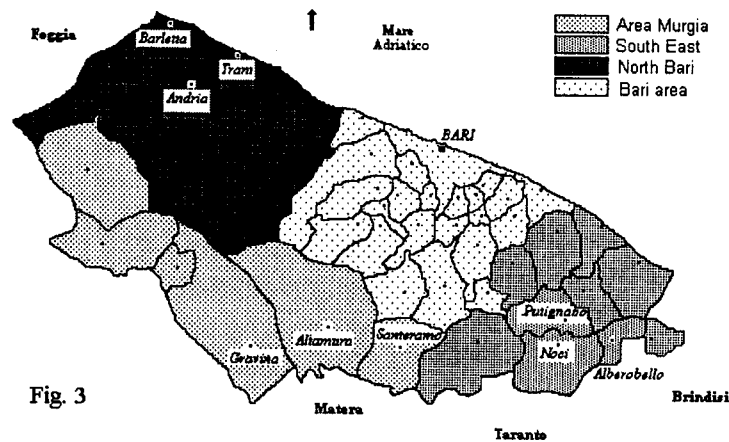 Foggia
Barletta
Mare
Adriatico
Trani
Andria
Area Murgia
South East
North Bari
Bari area
BARI
Putignano
Santeramo
Altamura
Gravina
Noci
Alberobello
Fig. 3
Matera
Brindisi
Taranto